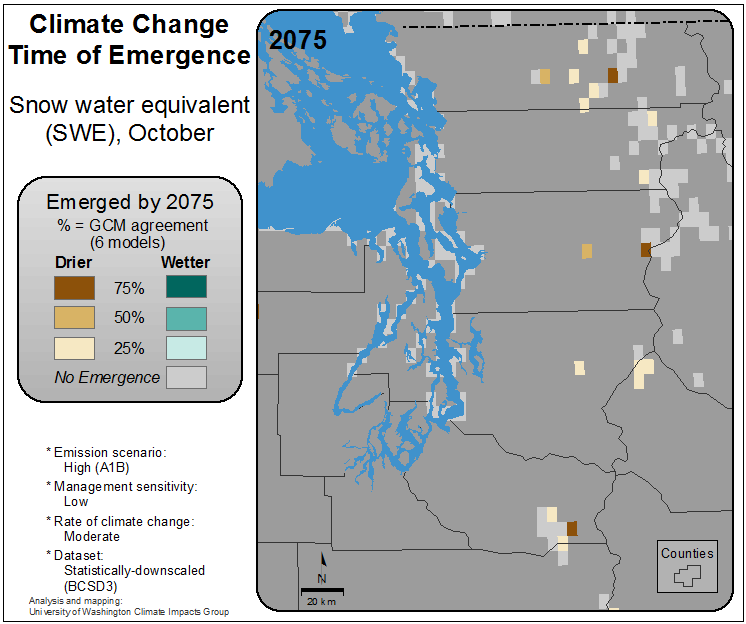 Climate Change
Time of Emergence
Snow water equivalent
(SWE), October
Emerged by 2075
% = GCM agreement
(6 models)
Drier Wetter
75%
50%
25%
No Emergence
* Emission scenario:
High (A1B)
* Management sensitivity:
Low
* Rate of climate change:
Moderate
* Dataset:
Statistically-downscaled
(BCSD3)
Analysis and mapping:
University of Washington Climate Impacts Group
2075
N
20 km
Counties